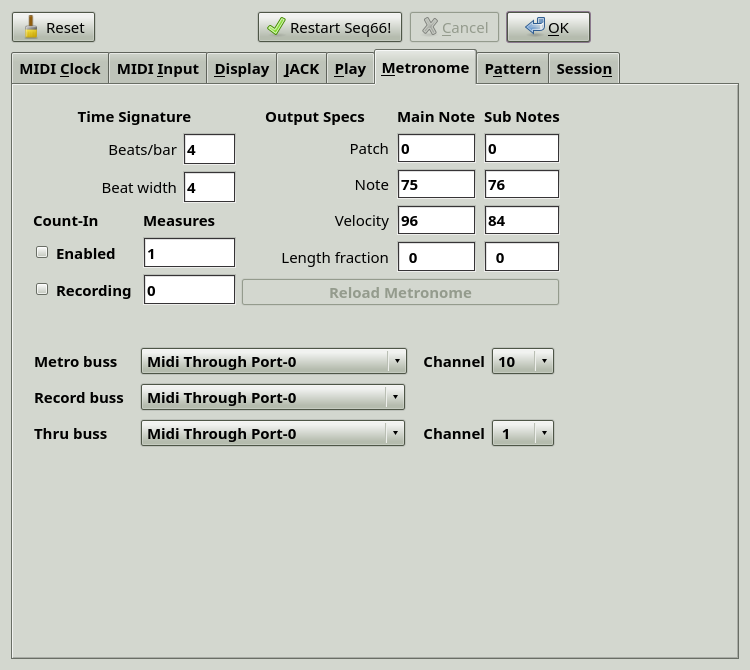 Reset Restart Seq66! Cancel OK
MIDI Clock MIDI Input Display JACK Play Metronome Pattern Session
Time Signature Output Specs Main Note Sub Notes
Beats/bar 4 Patch 0 0
Beat width 4 Note 75 76
Count-In Measures Velocity 96 84
Enabled 1 Length fraction 0 0
Recording 0 Reload Metronome
Metro buss Midi Through Port-0 Channel 10
Record buss Midi Through Port-0
Thru buss Midi Through Port-0 Channel 1